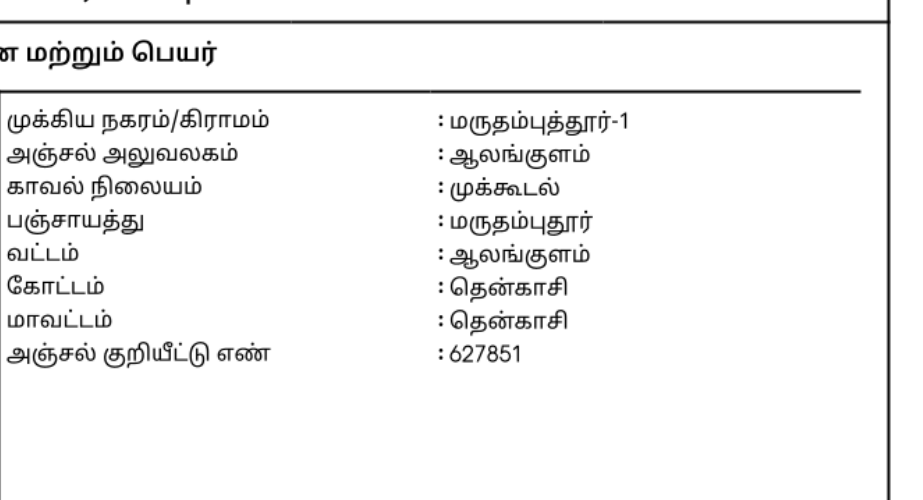 மற்றும் பெயர்
முக்கிய நகரம்/கிராமம் : மருதம்புத்தூர்-1
அஞ்சல் அலுவலகம் : ஆலங்குளம்
காவல் நிலையம் : முக்கூடல்
பஞ்சாயத்து : மருதம்புதூர்
வட்டம் : ஆலங்குளம்
கோட்டம் : தென்காசி
மாவட்டம் : தென்காசி
அஞ்சல் குறியீட்டு எண் : 627851